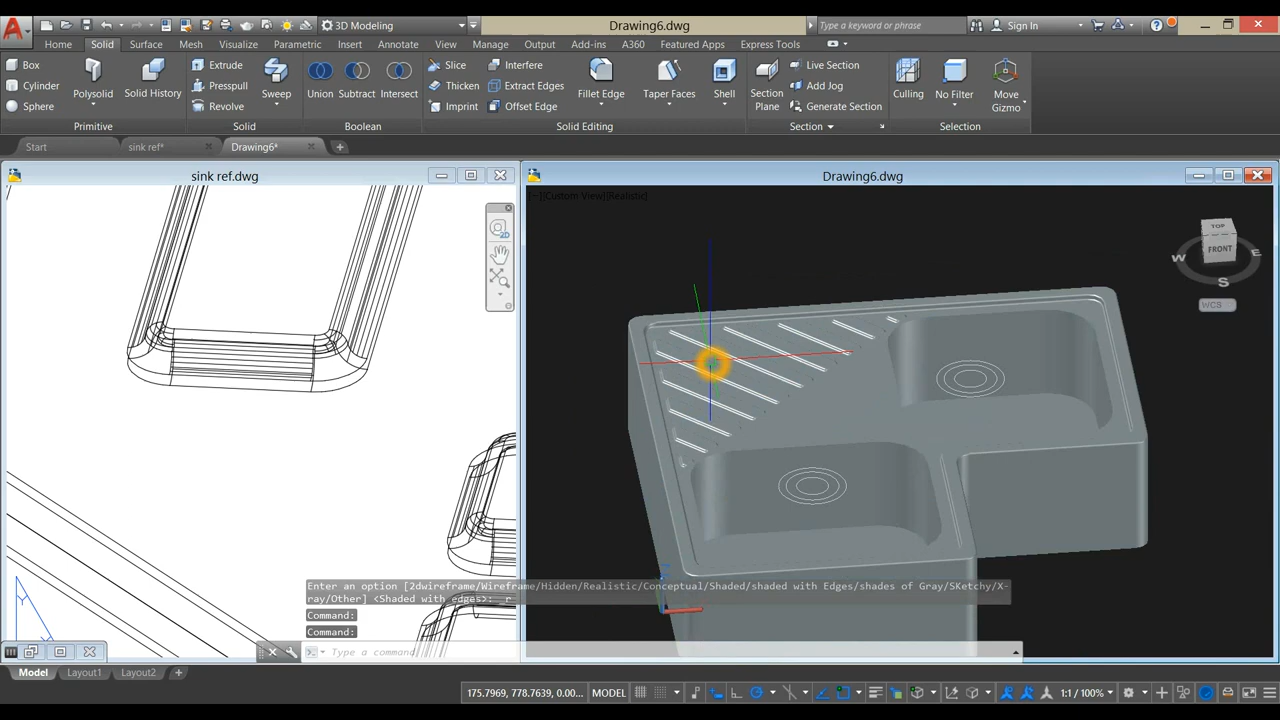 3D Modeling
Drawing6.dwg
Type a keyword or phrase
Sign In
Home
Solid
Surface
Mesh
Visualize
Parametric
Insert
Annotate
View
Manage
Output
Add-ins
A360
Featured Apps
Express Tools
Box
Cylinder
Sphere
Polysolid
Solid History
Extrude
Presspull
Revolve
Sweep
Union
Subtract
Intersect
Slice
Thicken
Imprint
Interfere
Extract Edges
Offset Edge
Fillet Edge
Taper Faces
Shell
Section
Plane
Live Section
Add Jog
Generate Section
Culling
No Filter
Move
Gizmo
Primitive
Solid
Boolean
Solid Editing
Section
Selection
Start
sink ref*
Drawing6*
sink ref.dwg
Drawing6.dwg
2D
[-][Custom View][Realistic]
TOP
FRONT
W
E
S
WCS
Y
Enter an option [2dwireframe/Wireframe/Hidden/Realistic/Conceptual/Shaded/shaded with Edges/shades of Gray/SKetchy/X-
ray/Other] <Shaded with edges>: r
Command:
Command:
Type a command
Model
Layout1
Layout2
175.7969, 778.7639, 0.00...
MODEL
1:1 / 100%